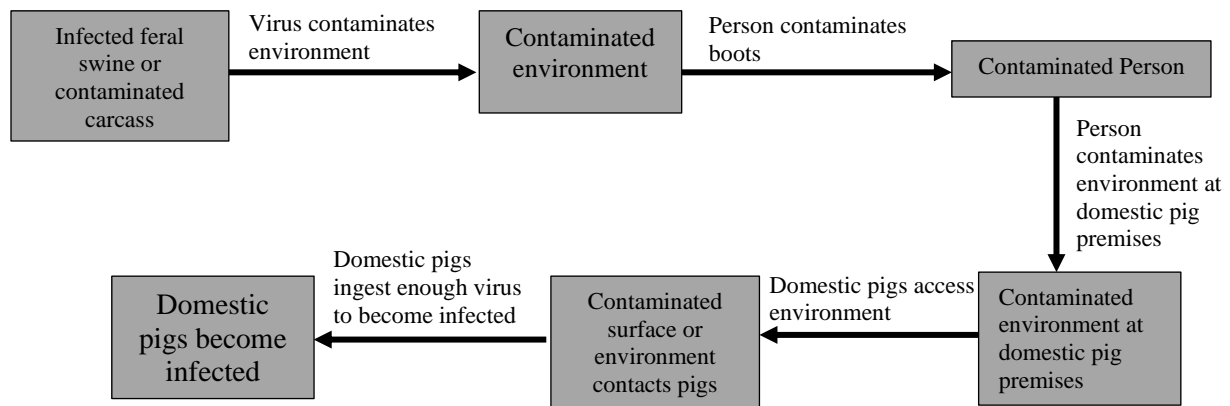 Infected feral
swine or
contaminated
carcass
Virus contaminates
environment
Contaminated
environment
Person contaminates
boots
Contaminated Person
Person
contaminates
environment at
domestic pig
premises
Contaminated
environment at
domestic pig
premises
Domestic pigs access
environment
Contaminated
surface or
environment
contacts pigs
Domestic pigs
ingest enough virus
to become infected
Domestic
pigs become
infected